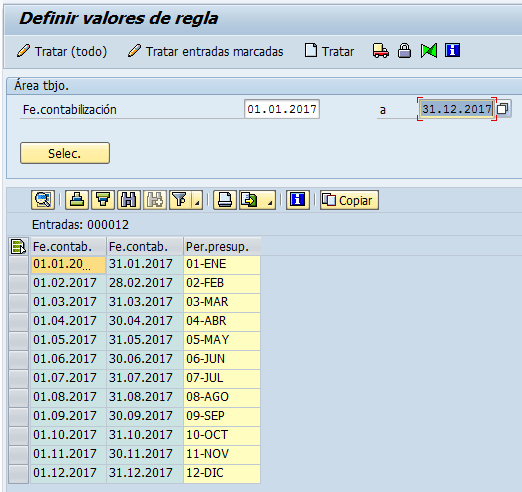 Definir valores de regla
Tratar (todo) Tratar entradas marcadas Tratar
Área tbjo.
Fe.contabilización 01.01.2017 a 31.12.2017
Selec.
Copiar
Entradas: 000012
Fe.contab. Fe.contab. Per.presup.
01.01.20... 31.01.2017 01-ENE
01.02.2017 28.02.2017 02-FEB
01.03.2017 31.03.2017 03-MAR
01.04.2017 30.04.2017 04-ABR
01.05.2017 31.05.2017 05-MAY
01.06.2017 30.06.2017 06-JUN
01.07.2017 31.07.2017 07-JUL
01.08.2017 31.08.2017 08-AGO
01.09.2017 30.09.2017 09-SEP
01.10.2017 31.10.2017 10-OCT
01.11.2017 30.11.2017 11-NOV
01.12.2017 31.12.2017 12-DIC